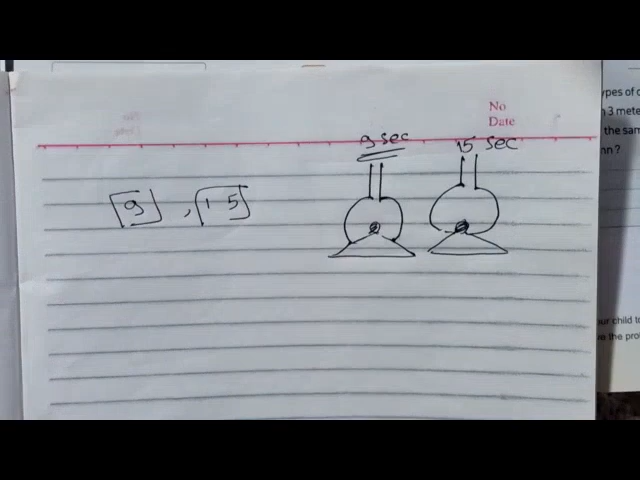 No
Date
9 sec 15 sec
9 , 15
ypes of
3 mete
the sam
nn ?
ur child to
e the pro